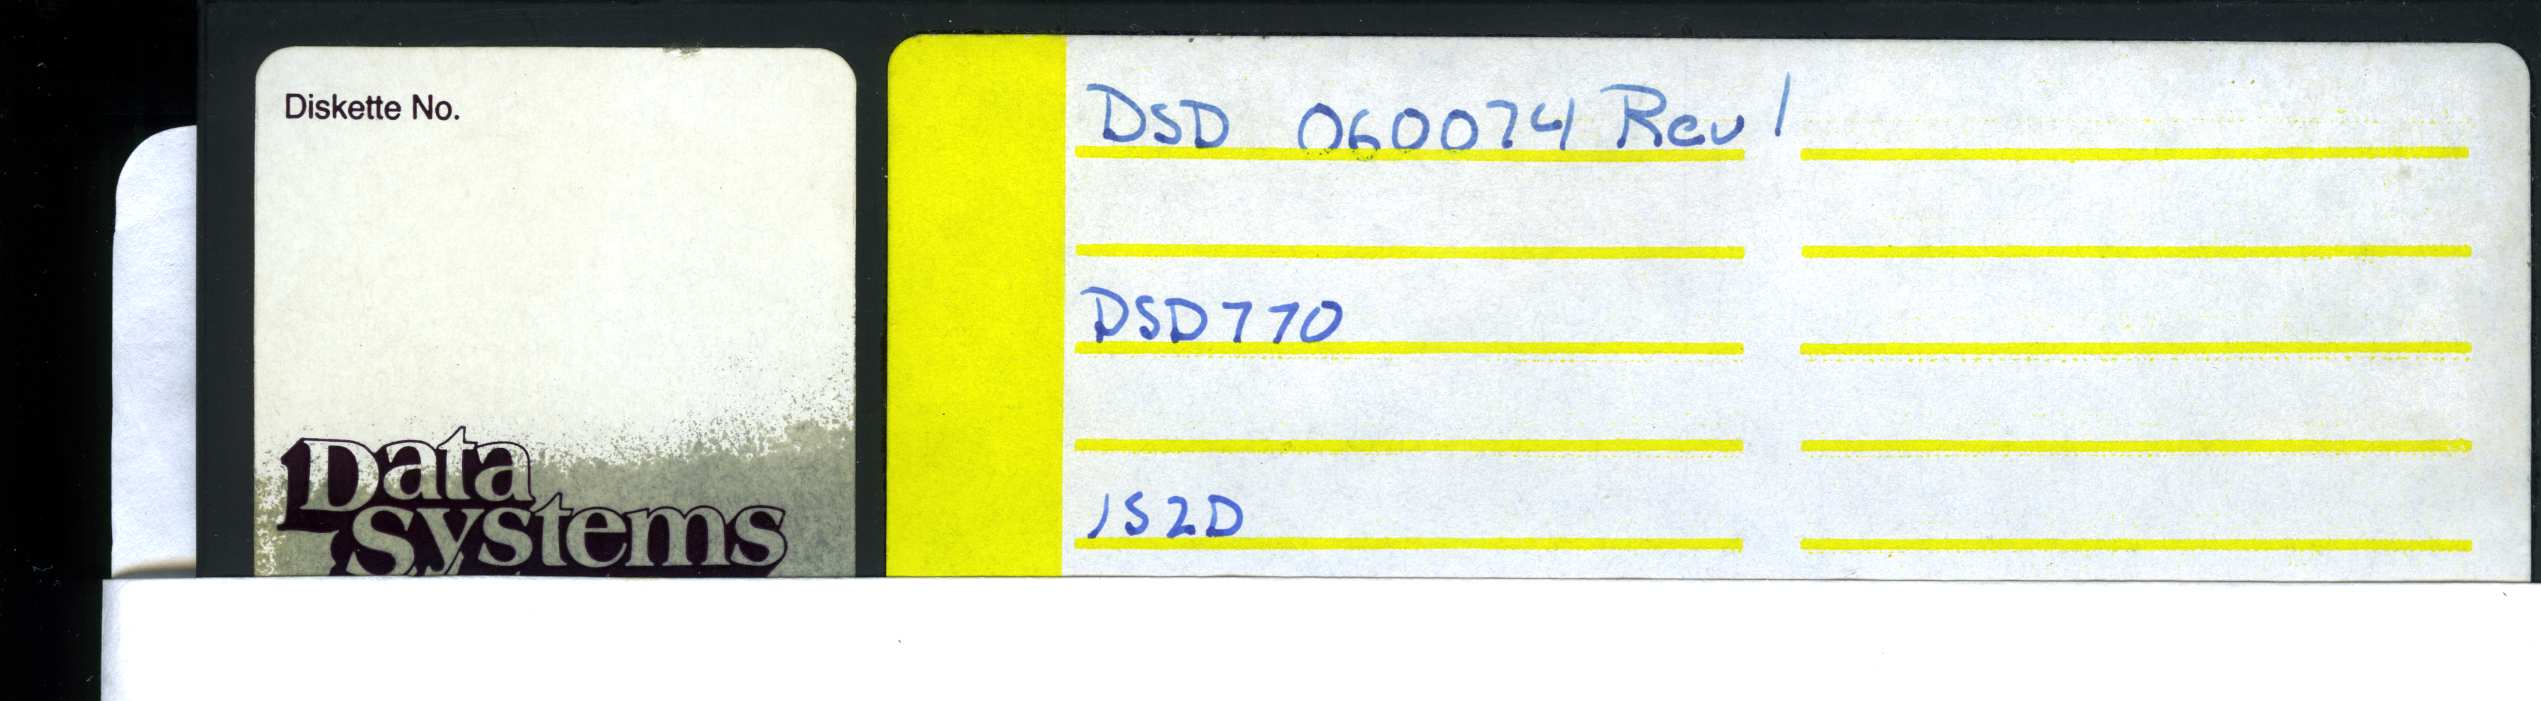 Diskette No.
Data
Systems
DSD 060074 Rev 1
DSD770
1S2D